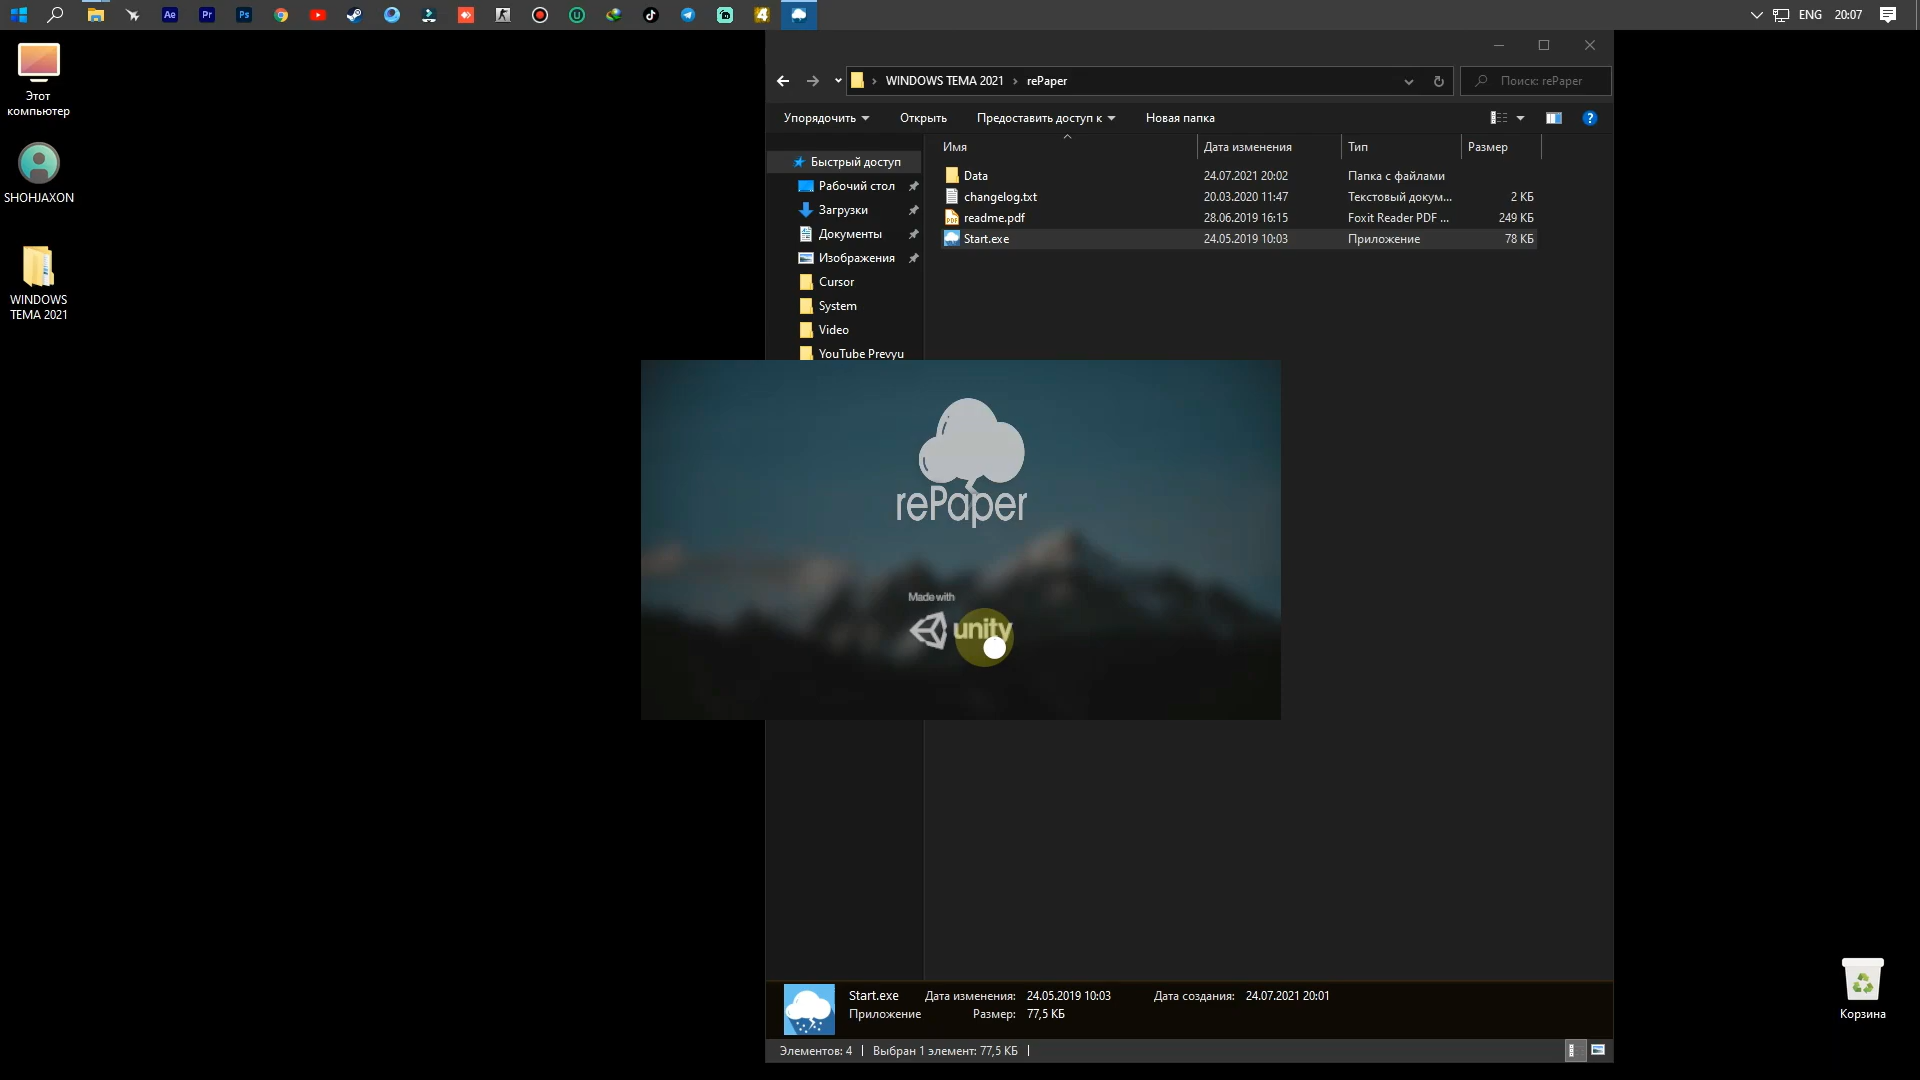 Ae
Pr
Ps
ENG
20:07
Этот
компьютер
SHOHJAXON
WINDOWS
TEMA 2021
WINDOWS TEMA 2021
rePaper
Поиск: rePaper
Упорядочить
Открыть
Предоставить доступ к
Новая папка
Имя
Дата изменения
Тип
Размер
Быстрый доступ
Рабочий стол
Загрузки
Документы
Изображения
Cursor
System
Video
YouTube Prevyu
Data 24.07.2021 20:02 Папка с файлами
changelog.txt 20.03.2020 11:47 Текстовый докум... 2 КБ
readme.pdf 28.06.2019 16:15 Foxit Reader PDF ... 249 КБ
Start.exe 24.05.2019 10:03 Приложение 78 КБ
rePaper
Made with
unity
Start.exe Дата изменения: 24.05.2019 10:03 Дата создания: 24.07.2021 20:01
Приложение Размер: 77,5 КБ
Элементов: 4 Выбран 1 элемент: 77,5 КБ
Корзина